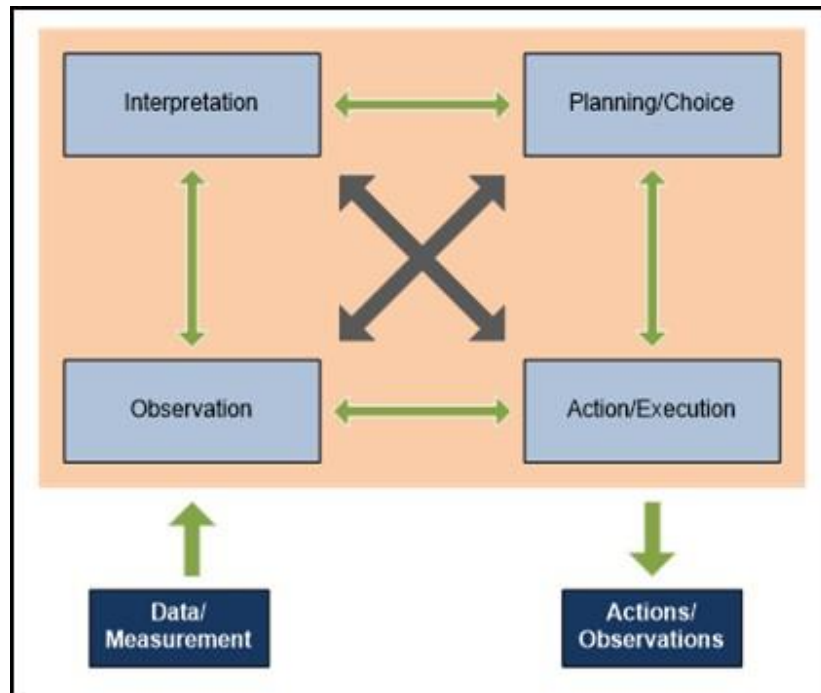 Interpretation
Planning/Choice
Observation
Action/Execution
Data/
Measurement
Actions/
Observations